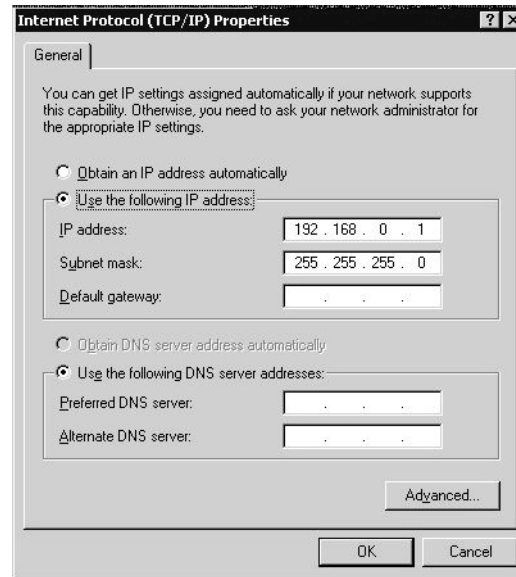 Internet Protocol (TCP/IP) Properties
General
You can get IP settings assigned automatically if your network supports
this capability. Otherwise, you need to ask your network administrator for
the appropriate IP settings.
Obtain an IP address automatically
Use the following IP address:
IP address: 192 . 168 . 0 . 1
Subnet mask: 255 . 255 . 255 . 0
Default gateway: . . .
Obtain DNS server address automatically
Use the following DNS server addresses:
Preferred DNS server: . . .
Alternate DNS server: . . .
Advanced...
OK Cancel